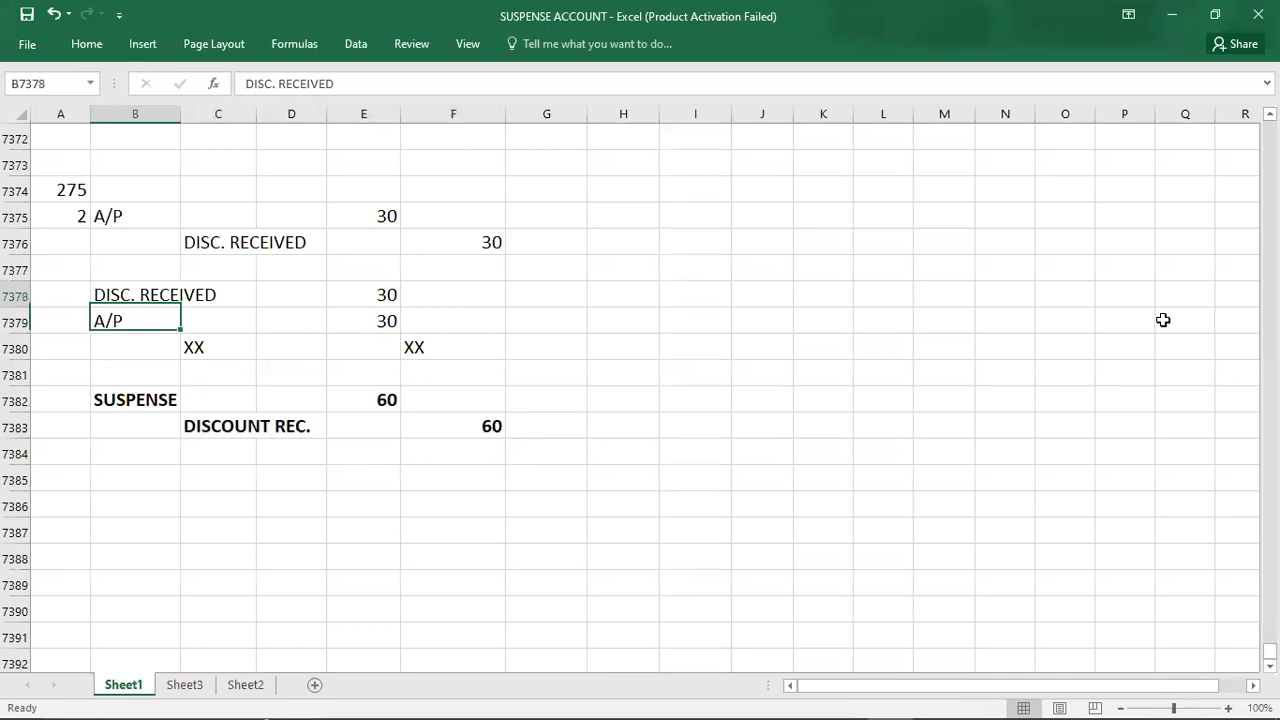 SUSPENSE ACCOUNT - Excel (Product Activation Failed)
File Home Insert Page Layout Formulas Data Review View Tell me what you want to do... Share
B7378 fx DISC. RECEIVED
A B C D E F G H I J K L M N O P Q R
7372
7373
7374 275
7375 2 A/P 30
7376 DISC. RECEIVED 30
7377
7378 DISC. RECEIVED 30
7379 A/P 30
7380 XX XX
7381
7382 SUSPENSE 60
7383 DISCOUNT REC. 60
7384
7385
7386
7387
7388
7389
7390
7391
7392
Sheet1 Sheet3 Sheet2
Ready 100%